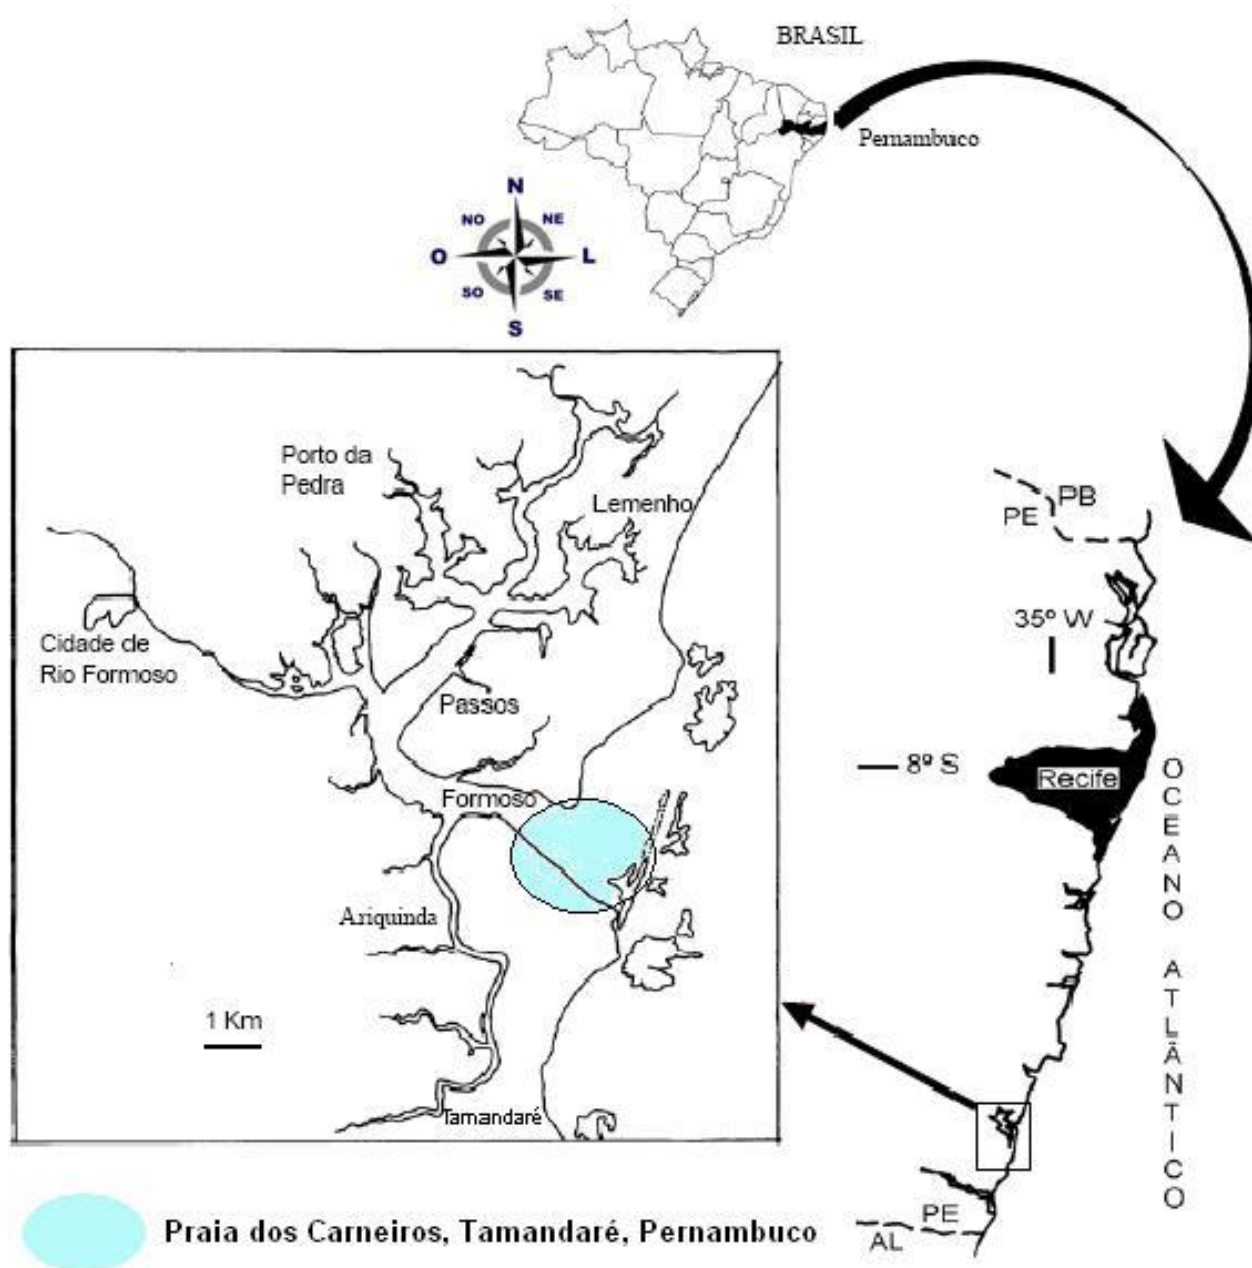 BRASIL
Pernambuco
N
NO
NE
O
L
SO
SE
S
Porto da
Pedra
Lemenho
Cidade de
Rio Formoso
Passos
Formoso
Ariquinda
1 Km
Tamandaré
PB
PE
35º W
8º S
Recife
OCEANO ATLÂNTICO
PE
AL
Praia dos Carneiros, Tamandaré, Pernambuco